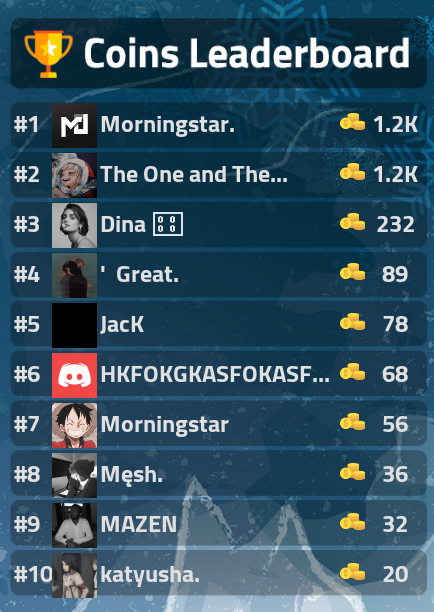 Coins Leaderboard
#1 Morningstar. 1.2K
#2 The One and The... 1.2K
#3 Dina 232
#4 ' Great. 89
#5 JacK 78
#6 HKFOKGKASFOKASF... 68
#7 Morningstar 56
#8 Męsh. 36
#9 MAZEN 32
#10 katyusha. 20